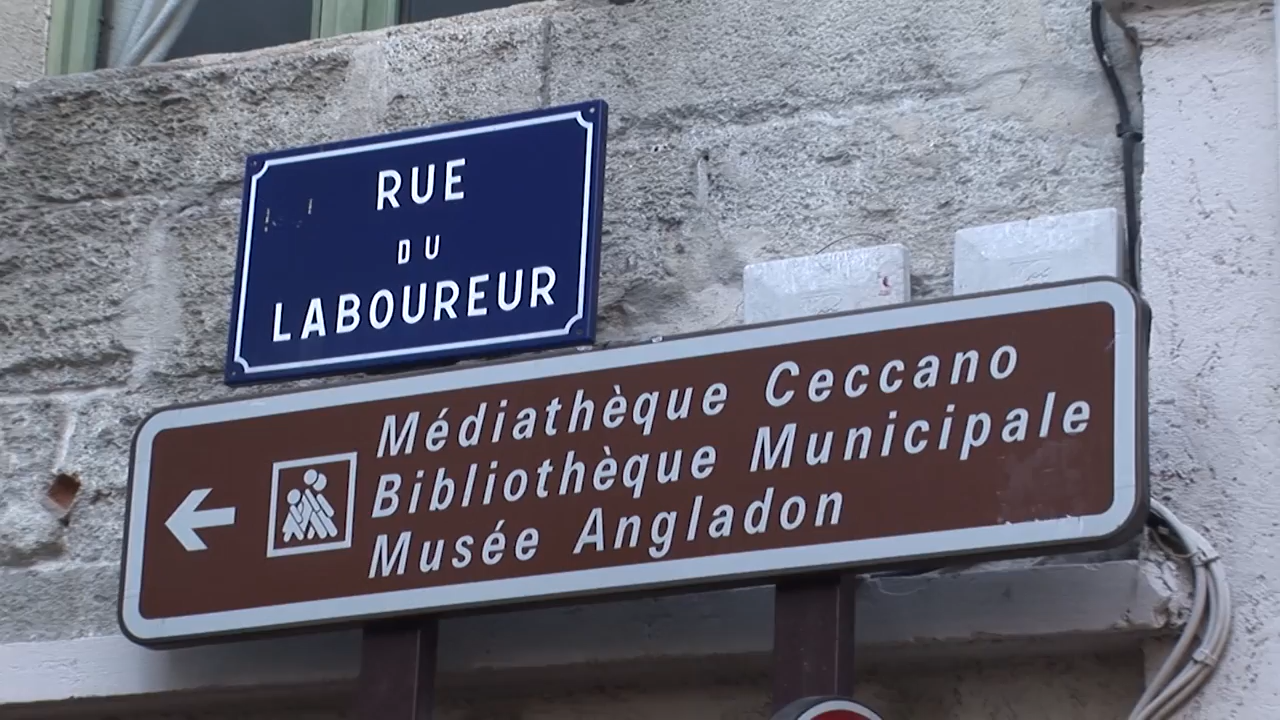 RUE
DU
LABOUREUR
Médiathèque Ceccano
Bibliothèque Municipale
Musée Angladon